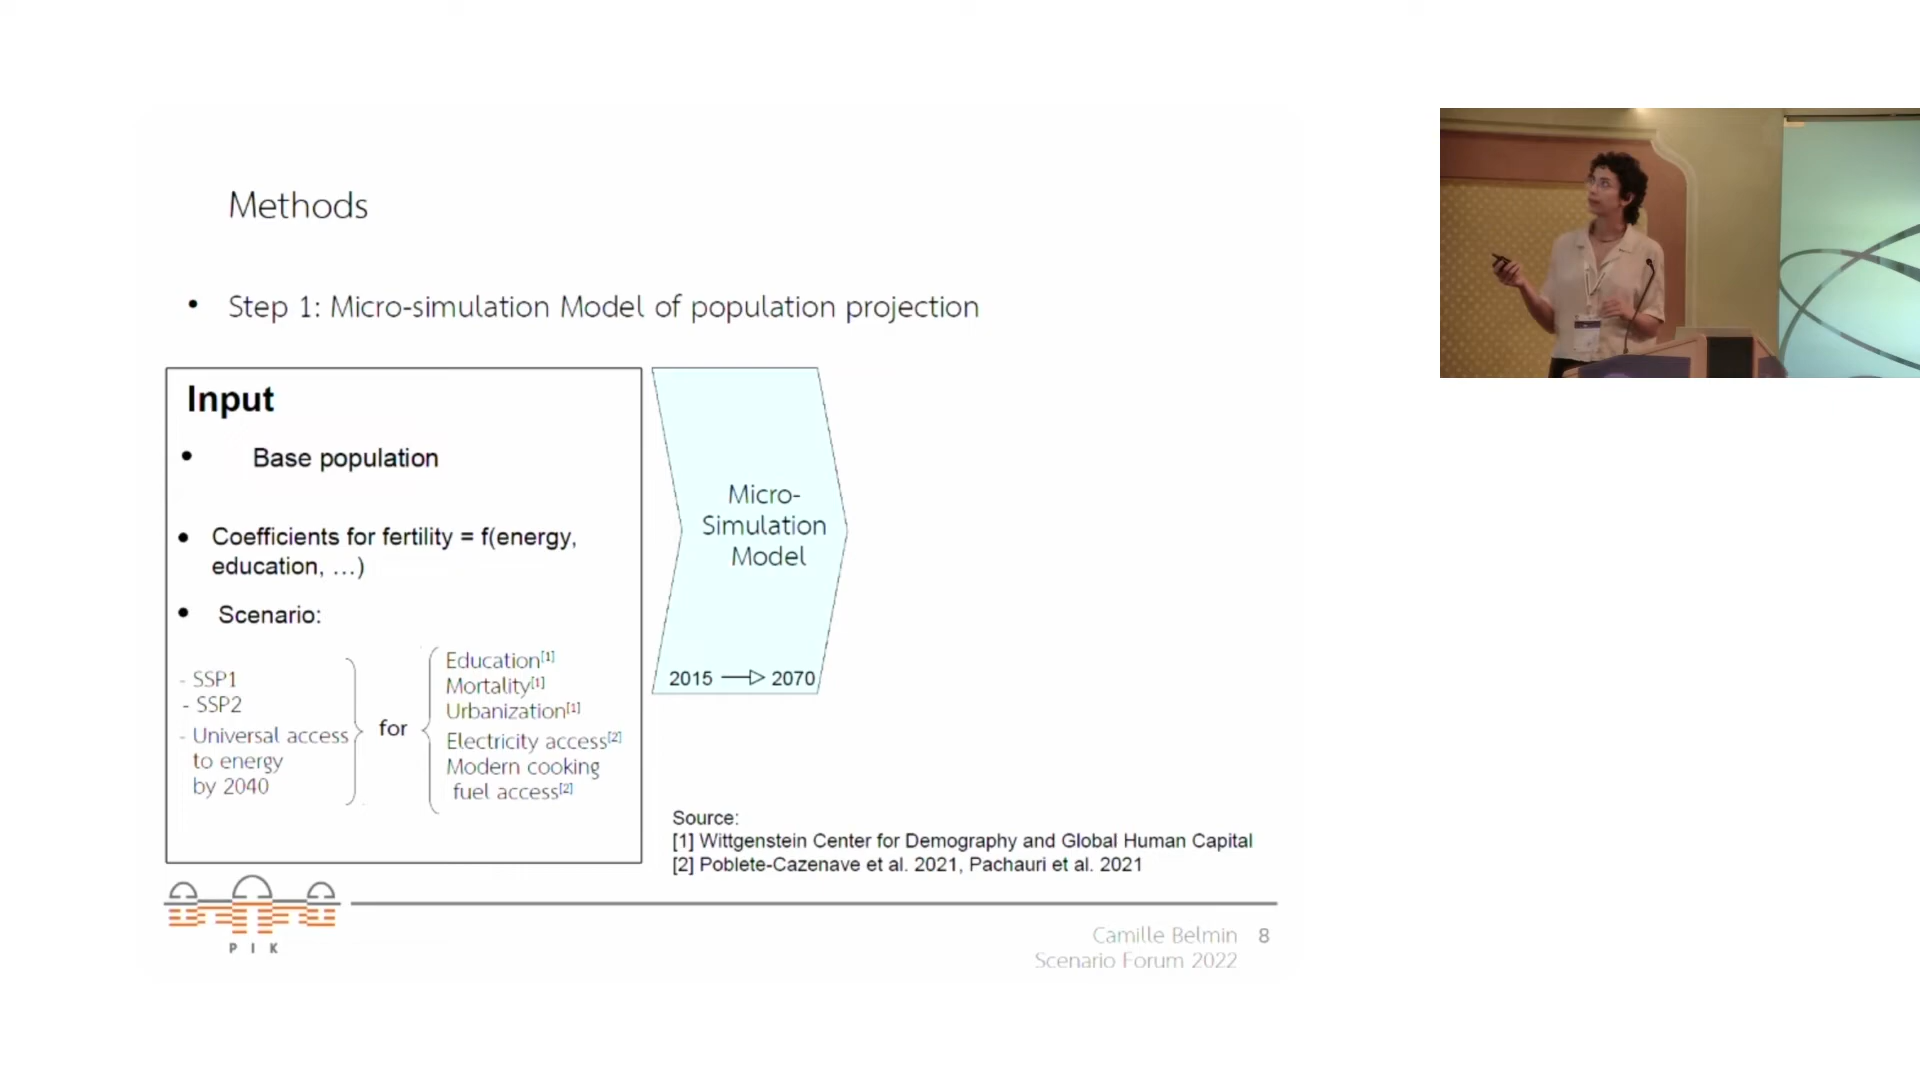 Methods
• Step 1: Micro-simulation Model of population projection
Input
• Base population
• Coefficients for fertility = f(energy,
education, ...)
• Scenario:
- SSP1
- SSP2
- Universal access
to energy
by 2040
for
Education[1]
Mortality[1]
Urbanization[1]
Electricity access[2]
Modern cooking
fuel access[2]
Micro-
Simulation
Model
2015 2070
Source:
[1] Wittgenstein Center for Demography and Global Human Capital
[2] Poblete-Cazenave et al. 2021, Pachauri et al. 2021
P I K
Camille Belmin 8
Scenario Forum 2022